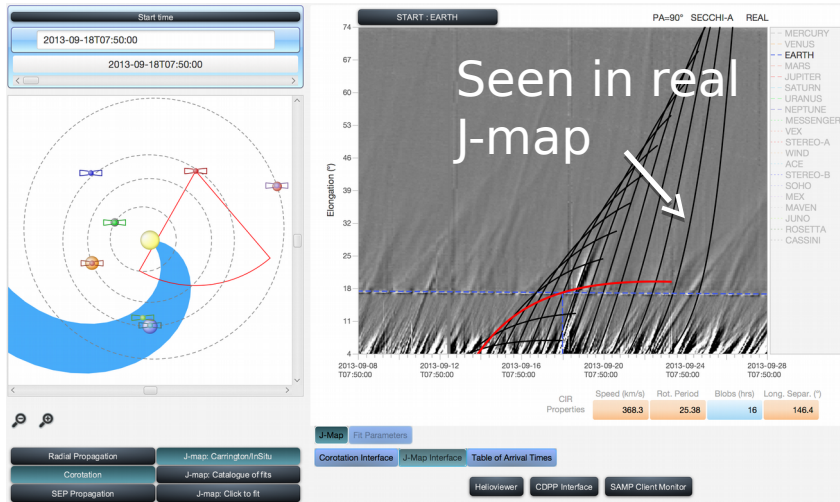 Start time
2013-09-18T07:50:00
2013-09-18T07:50:00
START : EARTH
PA=90° SECCHI-A REAL
Seen in real
J-map
Elongation (°)
74
67
60
53
46
39
32
25
18
11
4
2013-09-08 2013-09-12 2013-09-16 2013-09-20 2013-09-24 2013-09-28
T07:50:00 T07:50:00 T07:50:00 T07:50:00 T07:50:00 T07:50:00
MERCURY
VENUS
EARTH
MARS
JUPITER
SATURN
URANUS
NEPTUNE
MESSENGER
VEX
STEREO-A
WIND
ACE
STEREO-B
SOHO
MEX
MAVEN
JUNO
ROSETTA
CASSINI
CIR
Properties
Speed (km/s) Rot. Period Blobs (hrs) Long. Separ. (°)
368.3 25.38 16 146.4
J-Map Fit Parameters
Corotation Interface J-Map Interface Table of Arrival Times
Helioviewer CDPP Interface SAMP Client Monitor
Radial Propagation J-map: Carrington/InSitu
Corotation J-map: Catalogue of fits
SEP Propagation J-map: Click to fit